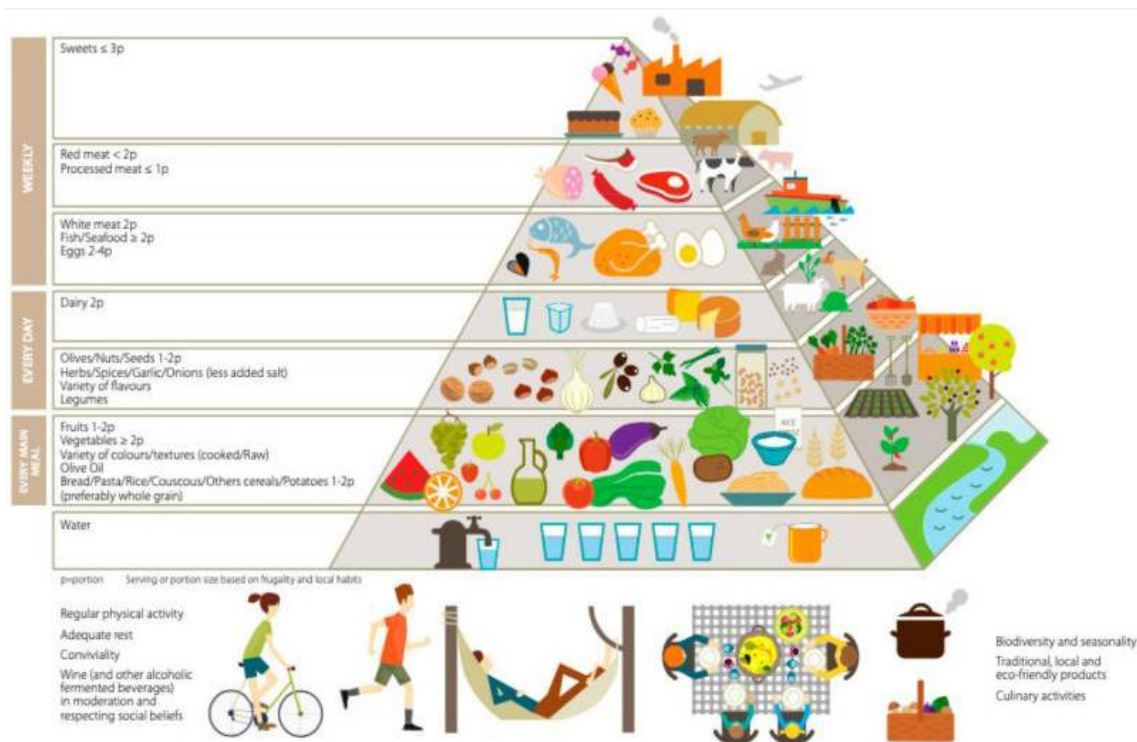 WEEKLY
Sweets ≤ 3p
Red meat < 2p
Processed meat ≤ 1p
White meat 2p
Fish/Seafood ≥ 2p
Eggs 2-4p
EVERY DAY
Dairy 2p
Olives/Nuts/Seeds 1-2p
Herbs/Spices/Garlic/Onions (less added salt)
Variety of flavours
Legumes
EVERY MAIN
MEAL
Fruits 1-2p
Vegetables ≥ 2p
Variety of colours/textures (cooked/Raw)
Olive Oil
Bread/Pasta/Rice/Couscous/Others cereals/Potatoes 1-2p
(preferably whole grain)
RICE
Water
p=portion Serving or portion size based on frugality and local habits
Regular physical activity
Adequate rest
Conviviality
Wine (and other alcoholic
fermented beverages)
in moderation and
respecting social beliefs
Biodiversity and seasonality
Traditional, local and
eco-friendly products
Culinary activities